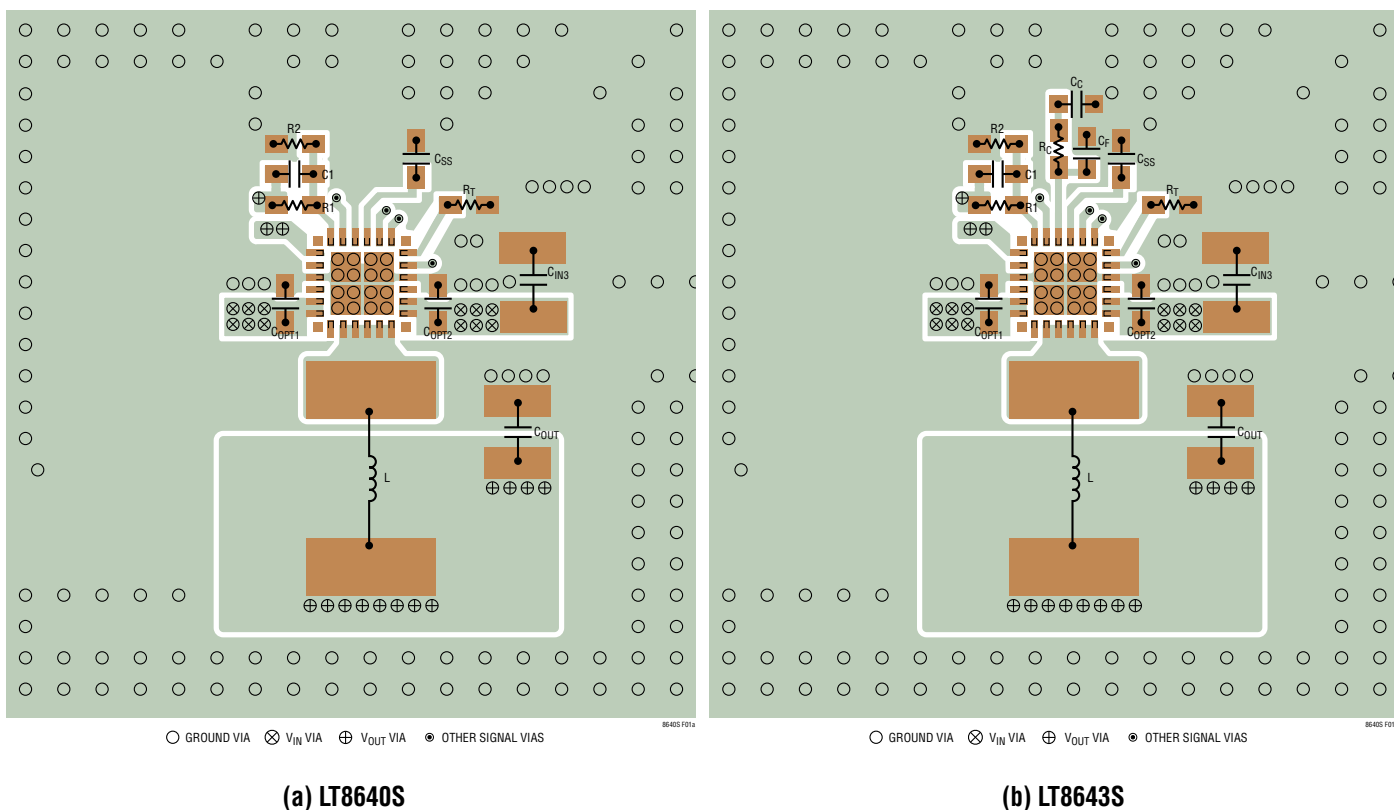 R2
C1
R1
CSS
RT
CIN3
COPT1
COPT2
COUT
L
8640S F01a
GROUND VIA VIN VIA VOUT VIA OTHER SIGNAL VIAS
(a) LT8640S
CC
R2
RC
CF
C1
CSS
R1
RT
CIN3
COPT1
COPT2
COUT
L
8640S F01
GROUND VIA VIN VIA VOUT VIA OTHER SIGNAL VIAS
(b) LT8643S